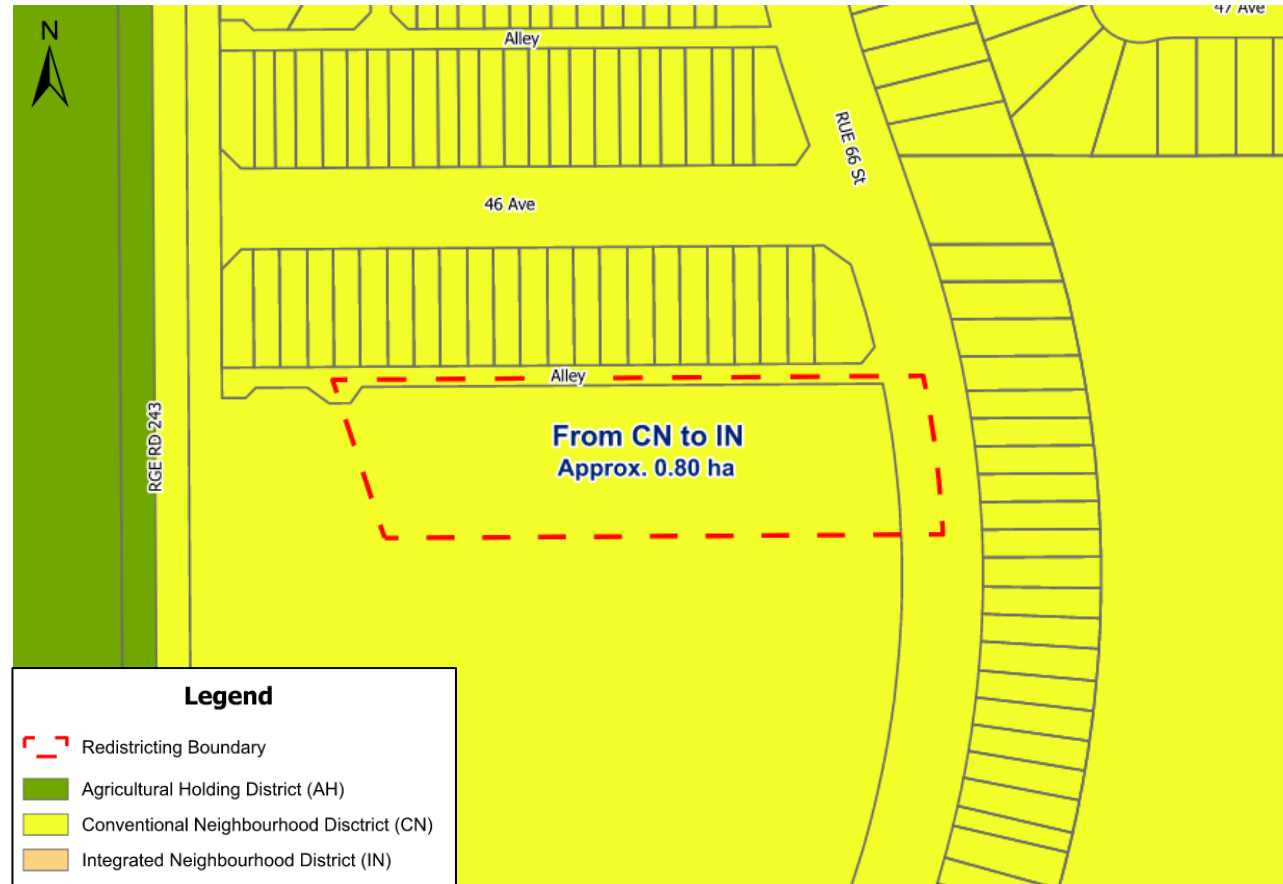 N
47 Ave
Alley
RUE 66 St
46 Ave
Alley
RGE RD 243
From CN to IN
Approx. 0.80 ha
Legend
Redistricting Boundary
Agricultural Holding District (AH)
Conventional Neighbourhood Disctrict (CN)
Integrated Neighbourhood District (IN)